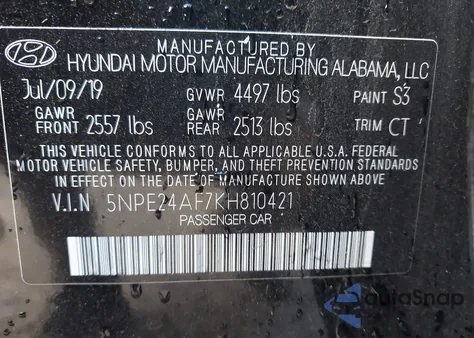 MANUFACTURED BY
HYUNDAI MOTOR MANUFACTURING ALABAMA, LLC
Jul/09/19 GVWR 4497 lbs PAINT S3
GAWR FRONT 2557 lbs GAWR REAR 2513 lbs TRIM CT
THIS VEHICLE CONFORMS TO ALL APPLICABLE U.S.A. FEDERAL
MOTOR VEHICLE SAFETY, BUMPER, AND THEFT PREVENTION STANDARDS
IN EFFECT ON THE DATE OF MANUFACTURE SHOWN ABOVE.
V.I.N 5NPE24AF7KH810421
PASSENGER CAR
AutoSnap